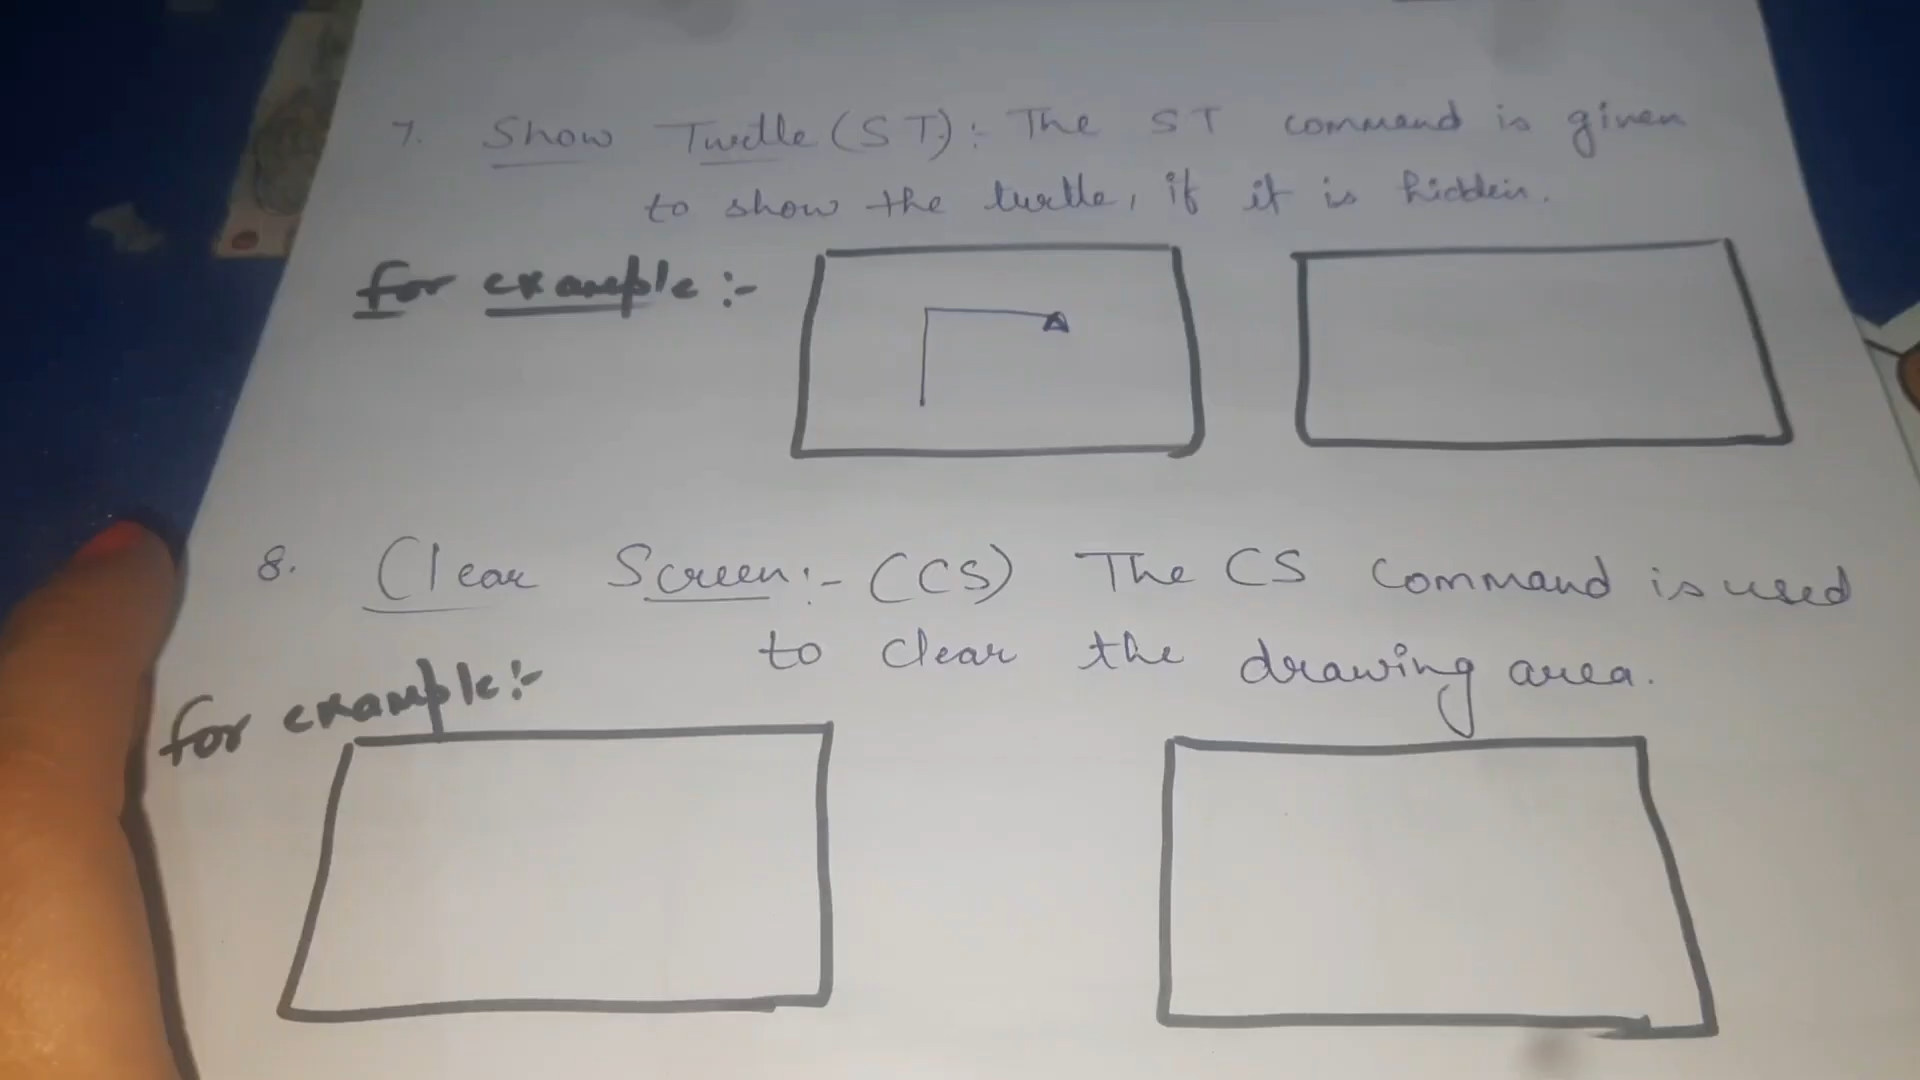 7. Show Turtle (ST) :- The ST command is given
to show the turtle, if it is hidden.
for example :-
8. Clear Screen :- (CS) The CS Command is used
to clear the drawing area.
for example :-